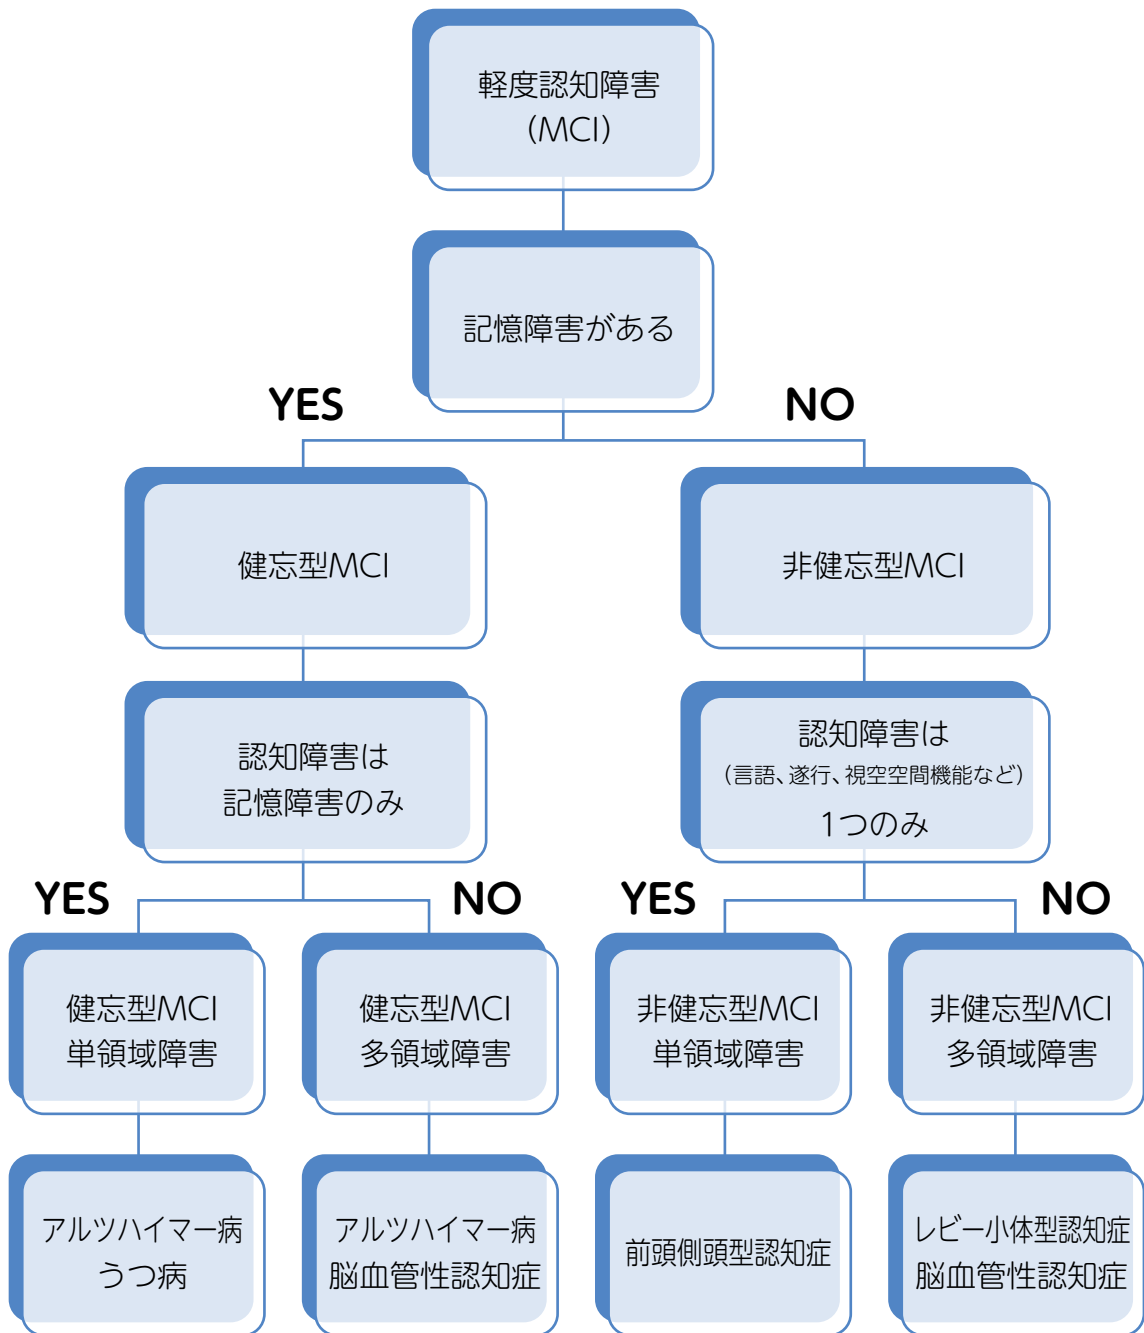 軽度認知障害
(MCI)
記憶障害がある
YES
NO
健忘型MCI
非健忘型MCI
認知障害は
記憶障害のみ
認知障害は
(言語、遂行、視空空間機能など)
1つのみ
YES
NO
YES
NO
健忘型MCI
単領域障害
健忘型MCI
多領域障害
非健忘型MCI
単領域障害
非健忘型MCI
多領域障害
アルツハイマー病
うつ病
アルツハイマー病
脳血管性認知症
前頭側頭型認知症
レビー小体型認知症
脳血管性認知症